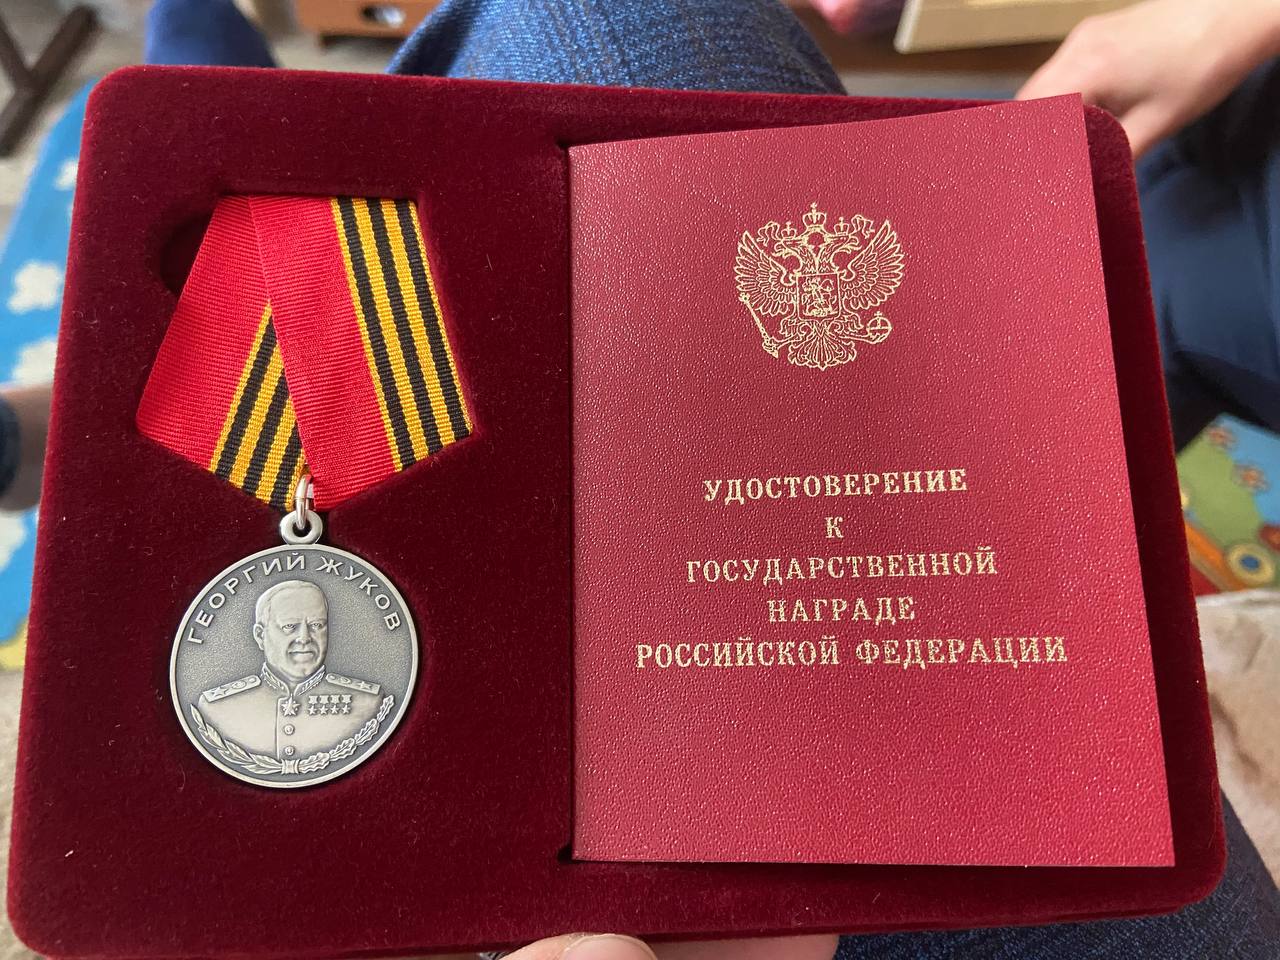 ГЕОРГИЙ ЖУКОВ
УДОСТОВЕРЕНИЕ
К
ГОСУДАРСТВЕННОЙ
НАГРАДЕ
РОССИЙСКОЙ ФЕДЕРАЦИИ